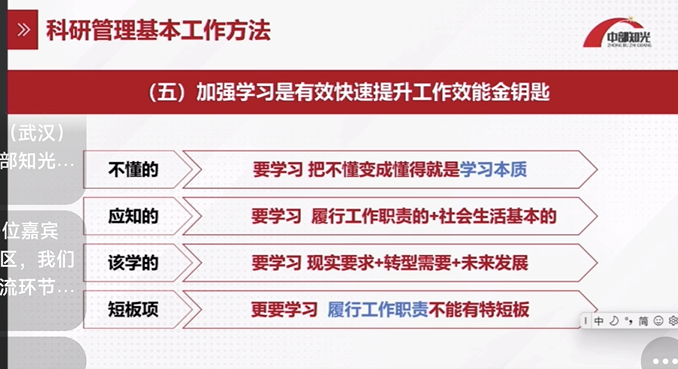 科研管理基本工作方法
中部知光
ZHONG BU ZHI GUANG
（五）加强学习是有效快速提升工作效能金钥匙
（武汉）
部知光...
不懂的
要学习 把不懂变成懂得就是学习本质
应知的
要学习 履行工作职责的+社会生活基本的
位嘉宾
区，我们
流环节...
该学的
要学习 现实要求+转型需要+未来发展
短板项
更要学习 履行工作职责不能有特短板
中
简